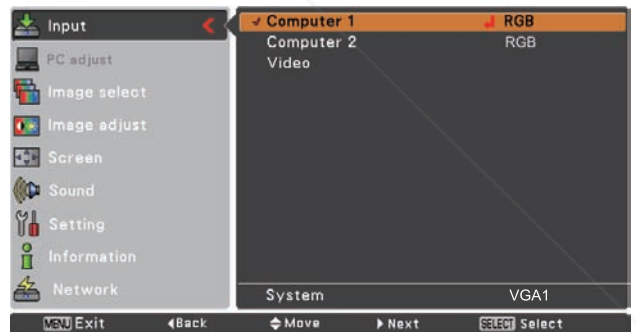 Input
PC adjust
Image select
Image adjust
Screen
Sound
Setting
Information
Network
Computer 1 RGB
Computer 2 RGB
Video
System VGA1
MENU Exit Back Move Next SELECT Select